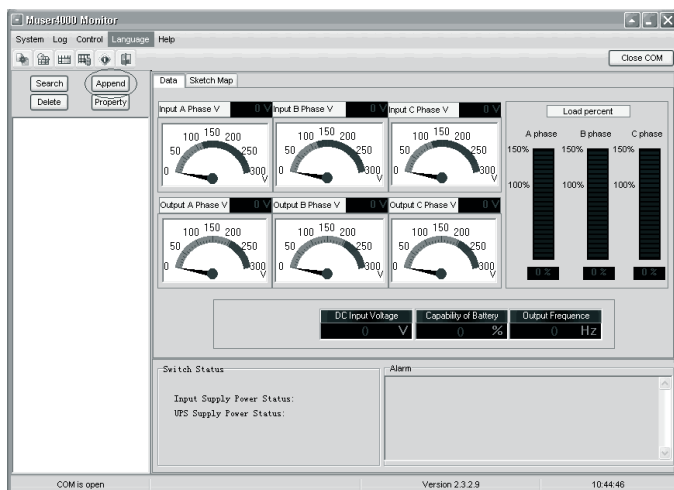 Muser4000 Monitor
System Log Control Language Help
Close COM
Search Append
Delete Property
Data Sketch Map
Input A Phase V 0 V Input B Phase V 0 V Input C Phase V 0 V
0 50 100 150 200 250 300 V
0 50 100 150 200 250 300 V
0 50 100 150 200 250 300 V
Output A Phase V 0 V Output B Phase V 0 V Output C Phase V 0 V
0 50 100 150 200 250 300 V
0 50 100 150 200 250 300 V
0 50 100 150 200 250 300 V
Load percent
A phase B phase C phase
150% 150% 150%
100% 100% 100%
0 % 0 % 0 %
DC Input Voltage Capability of Battery Output Frequence
0 V 0 % 0 Hz
Switch Status
Input Supply Power Status:
UPS Supply Power Status:
Alarm
COM is open Version 2.3.2.9 10:44:46